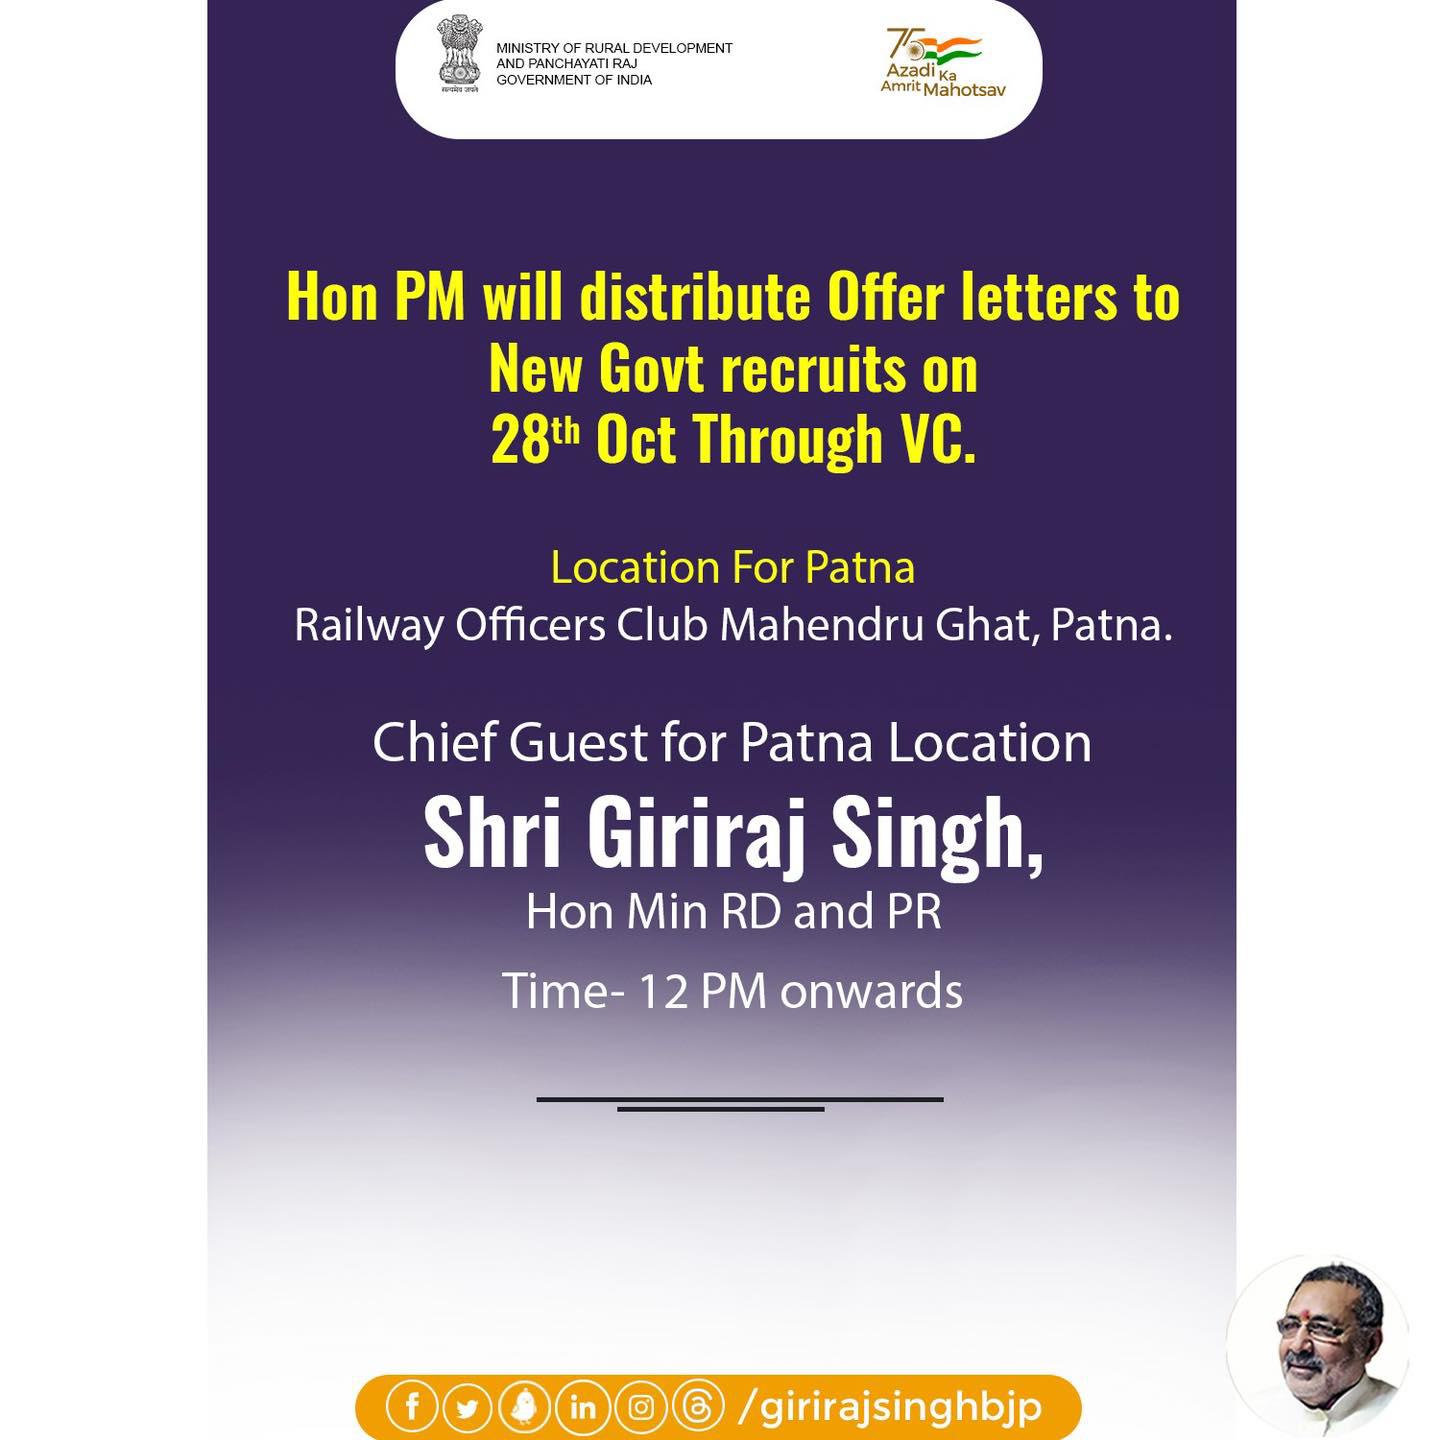 सत्यमेव जयते
MINISTRY OF RURAL DEVELOPMENT
AND PANCHAYATI RAJ
GOVERNMENT OF INDIA
75
Azadi Ka
Amrit Mahotsav
Hon PM will distribute Offer letters to
New Govt recruits on
28th Oct Through VC.
Location For Patna
Railway Officers Club Mahendru Ghat, Patna.
Chief Guest for Patna Location
Shri Giriraj Singh,
Hon Min RD and PR
Time- 12 PM onwards
/girirajsinghbjp